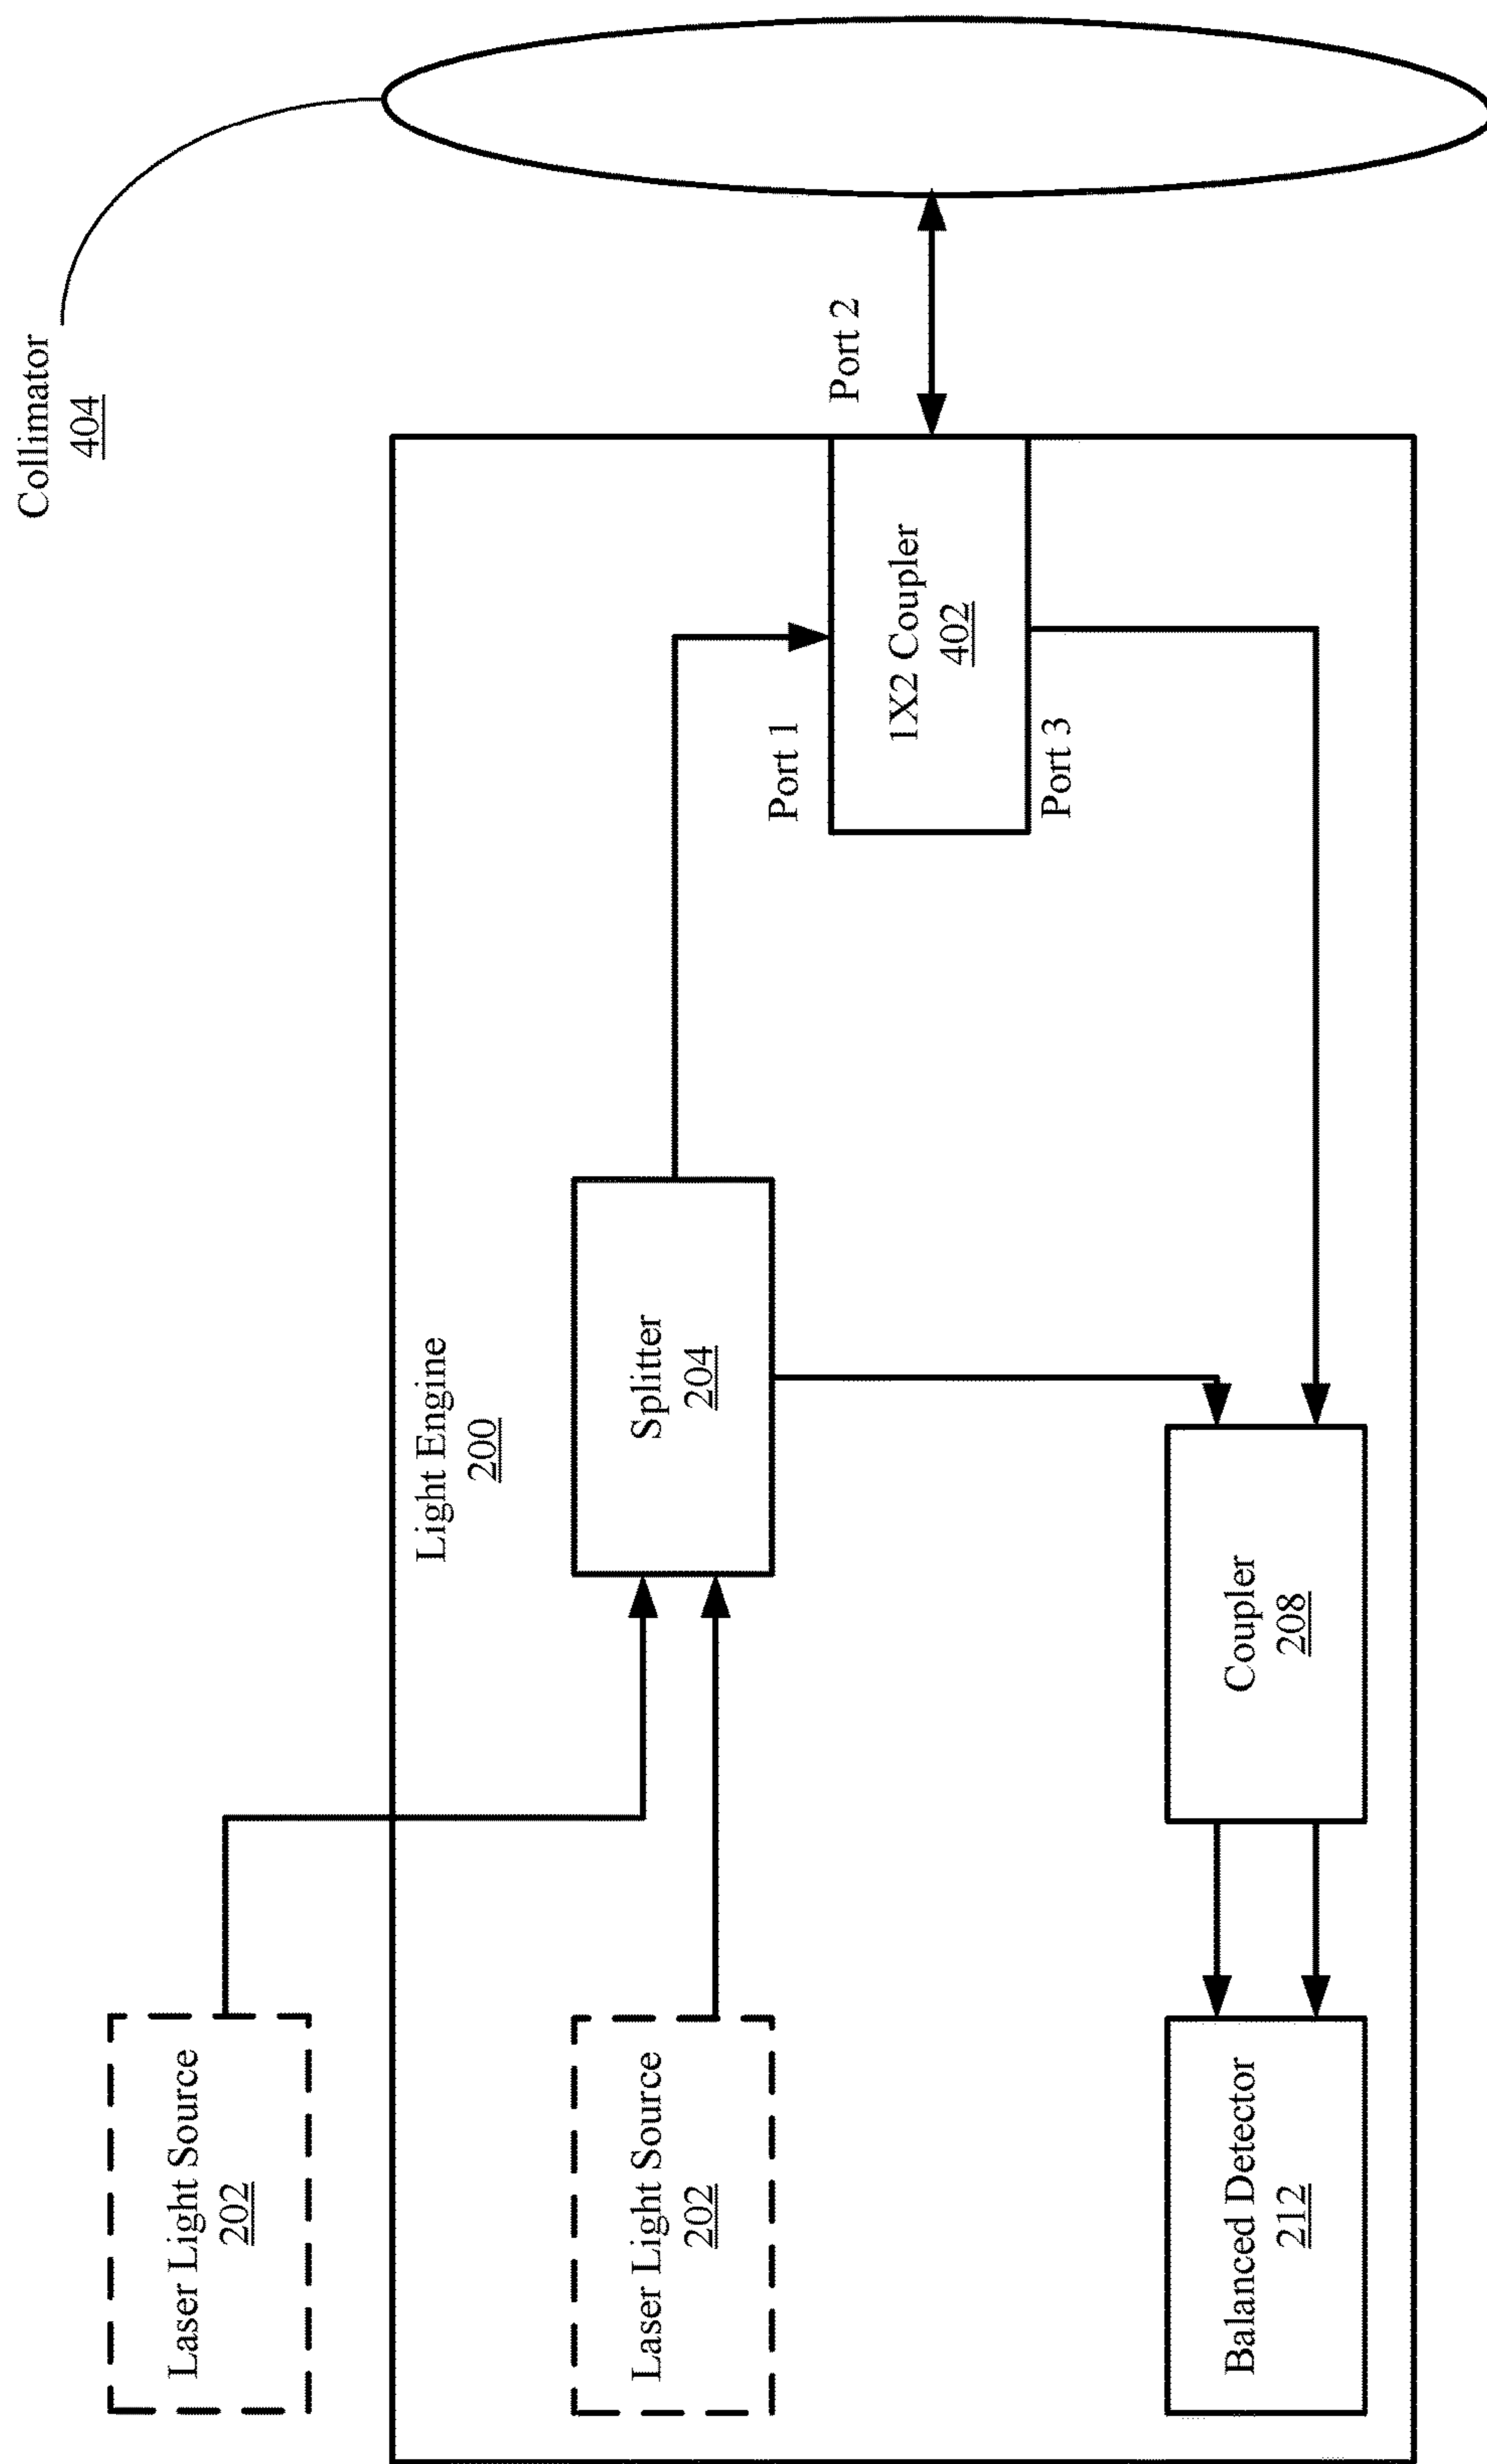 Laser Light Source
202
Light Engine
200
Laser Light Source
202
Splitter
204
Port 1
1X2 Coupler
402
Port 3
Port 2
Collimator
404
Balanced Detector
212
Coupler
208